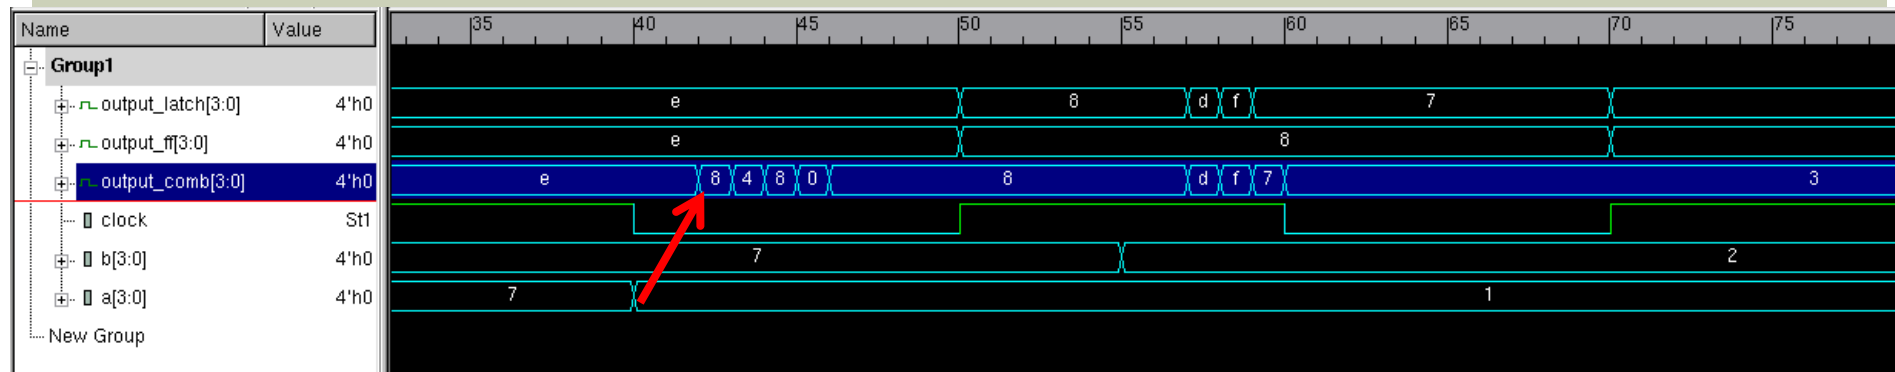 Name Value 35 40 45 50 55 60 65 70 75
Group1
output_latch[3:0] 4'h0 e 8 d f 7
output_ff[3:0] 4'h0 e 8
output_comb[3:0] 4'h0 e 8 4 8 0 8 d f 7 3
clock St1
b[3:0] 4'h0 7 2
a[3:0] 4'h0 7 1
New Group